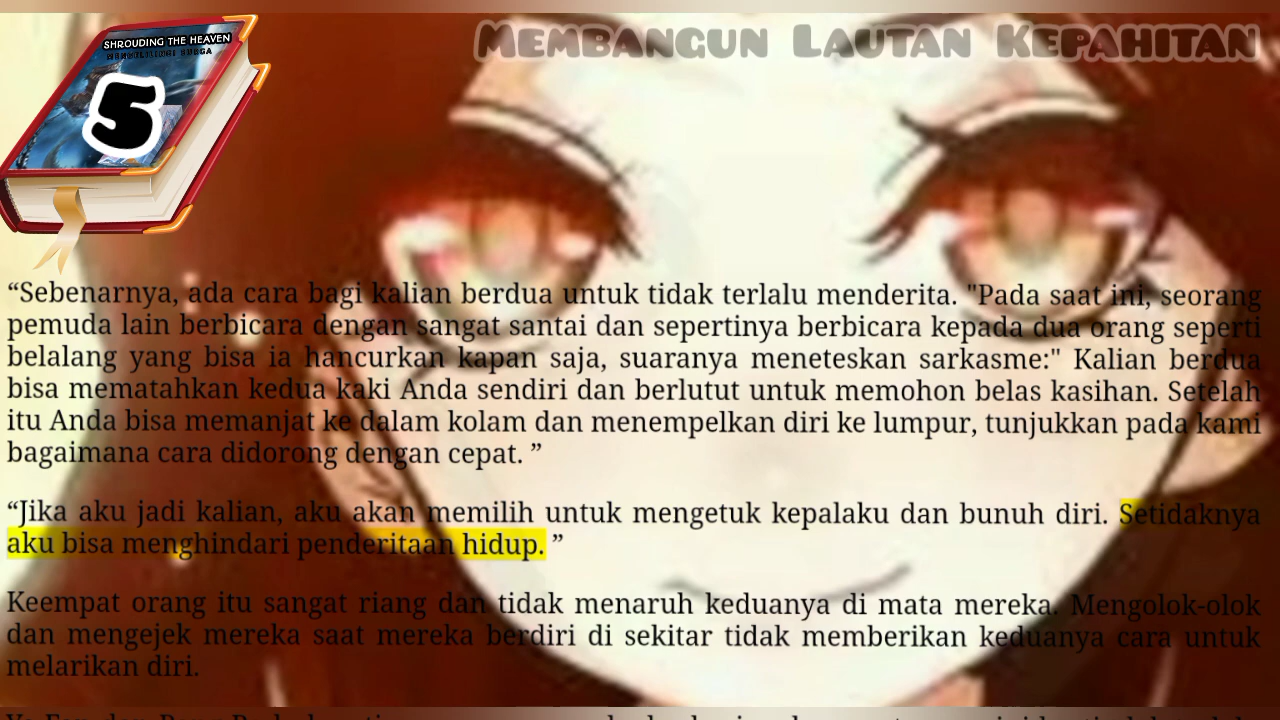 SHROUDING THE HEAVEN
5
Membangun Lautan Kepahitan
“Sebenarnya, ada cara bagi kalian berdua untuk tidak terlalu menderita. "Pada saat ini, seorang
pemuda lain berbicara dengan sangat santai dan sepertinya berbicara kepada dua orang seperti
belalang yang bisa ia hancurkan kapan saja, suaranya meneteskan sarkasme:" Kalian berdua
bisa mematahkan kedua kaki Anda sendiri dan berlutut untuk memohon belas kasihan. Setelah
itu Anda bisa memanjat ke dalam kolam dan menempelkan diri ke lumpur, tunjukkan pada kami
bagaimana cara didorong dengan cepat. ”
“Jika aku jadi kalian, aku akan memilih untuk mengetuk kepalaku dan bunuh diri. Setidaknya
aku bisa menghindari penderitaan hidup. ”
Keempat orang itu sangat riang dan tidak menaruh keduanya di mata mereka. Mengolok-olok
dan mengejek mereka saat mereka berdiri di sekitar tidak memberikan keduanya cara untuk
melarikan diri.